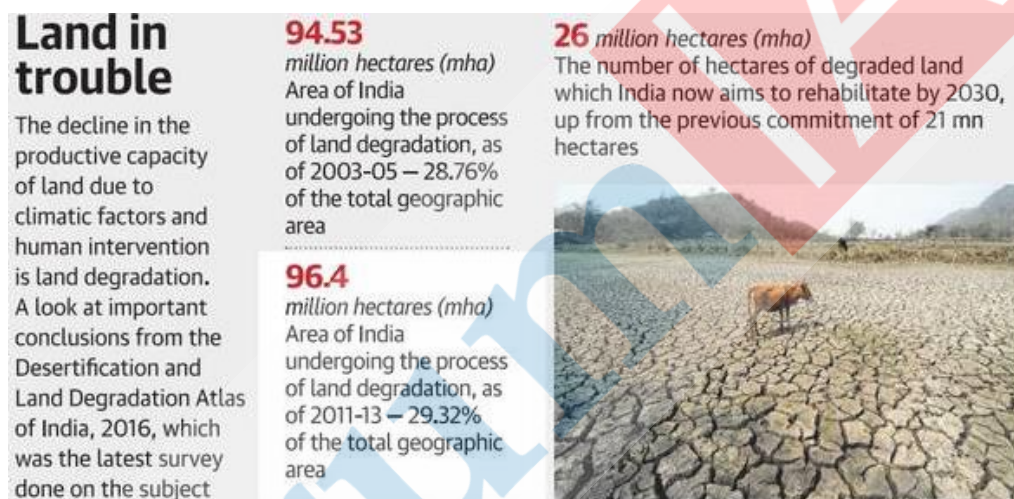 Land in
trouble
The decline in the
productive capacity
of land due to
climatic factors and
human intervention
is land degradation.
A look at important
conclusions from the
Desertification and
Land Degradation Atlas
of India, 2016, which
was the latest survey
done on the subject
94.53
million hectares (mha)
Area of India
undergoing the process
of land degradation, as
of 2003-05 – 28.76%
of the total geographic
area
96.4
million hectares (mha)
Area of India
undergoing the process
of land degradation, as
of 2011-13 – 29.32%
of the total geographic
area
26 million hectares (mha)
The number of hectares of degraded land
which India now aims to rehabilitate by 2030,
up from the previous commitment of 21 mn
hectares